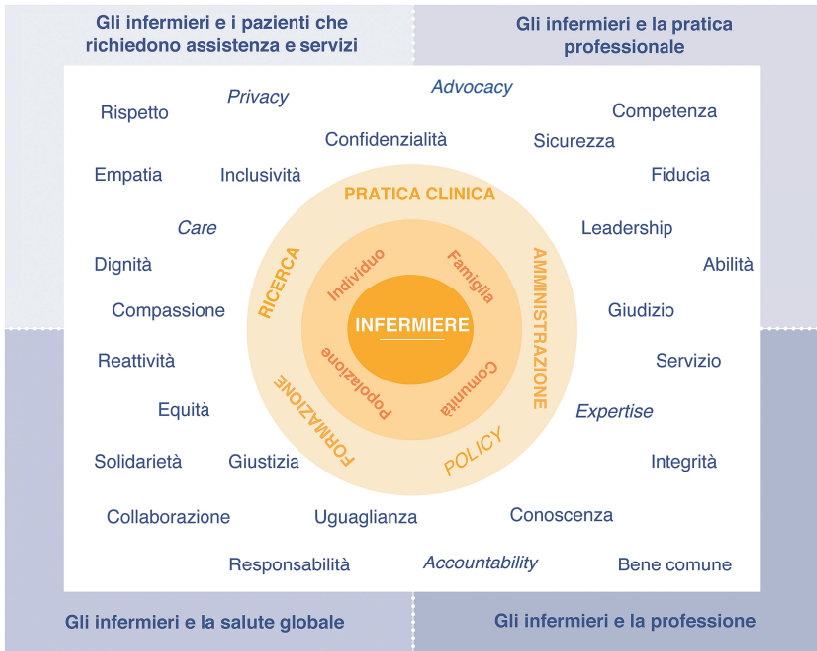 Gli infermieri e i pazienti che
richiedono assistenza e servizi
Gli infermieri e la pratica
professionale
Privacy
Advocacy
Rispetto
Competenza
Confidenzialità
Sicurezza
Empatia
Inclusività
Fiducia
PRATICA CLINICA
Care
Leadership
Dignità
RICERCA
Individuo
Famiglia
AMMINISTRAZIONE
Abilità
Compassione
Giudizio
INFERMIERE
Reattività
Popolazione
Comunità
Servizio
Equità
FORMAZIONE
Expertise
POLICY
Solidarietà
Giustizia
Integrità
Collaborazione
Uguaglianza
Conoscenza
Responsabilità
Accountability
Bene comune
Gli infermieri e la salute globale
Gli infermieri e la professione